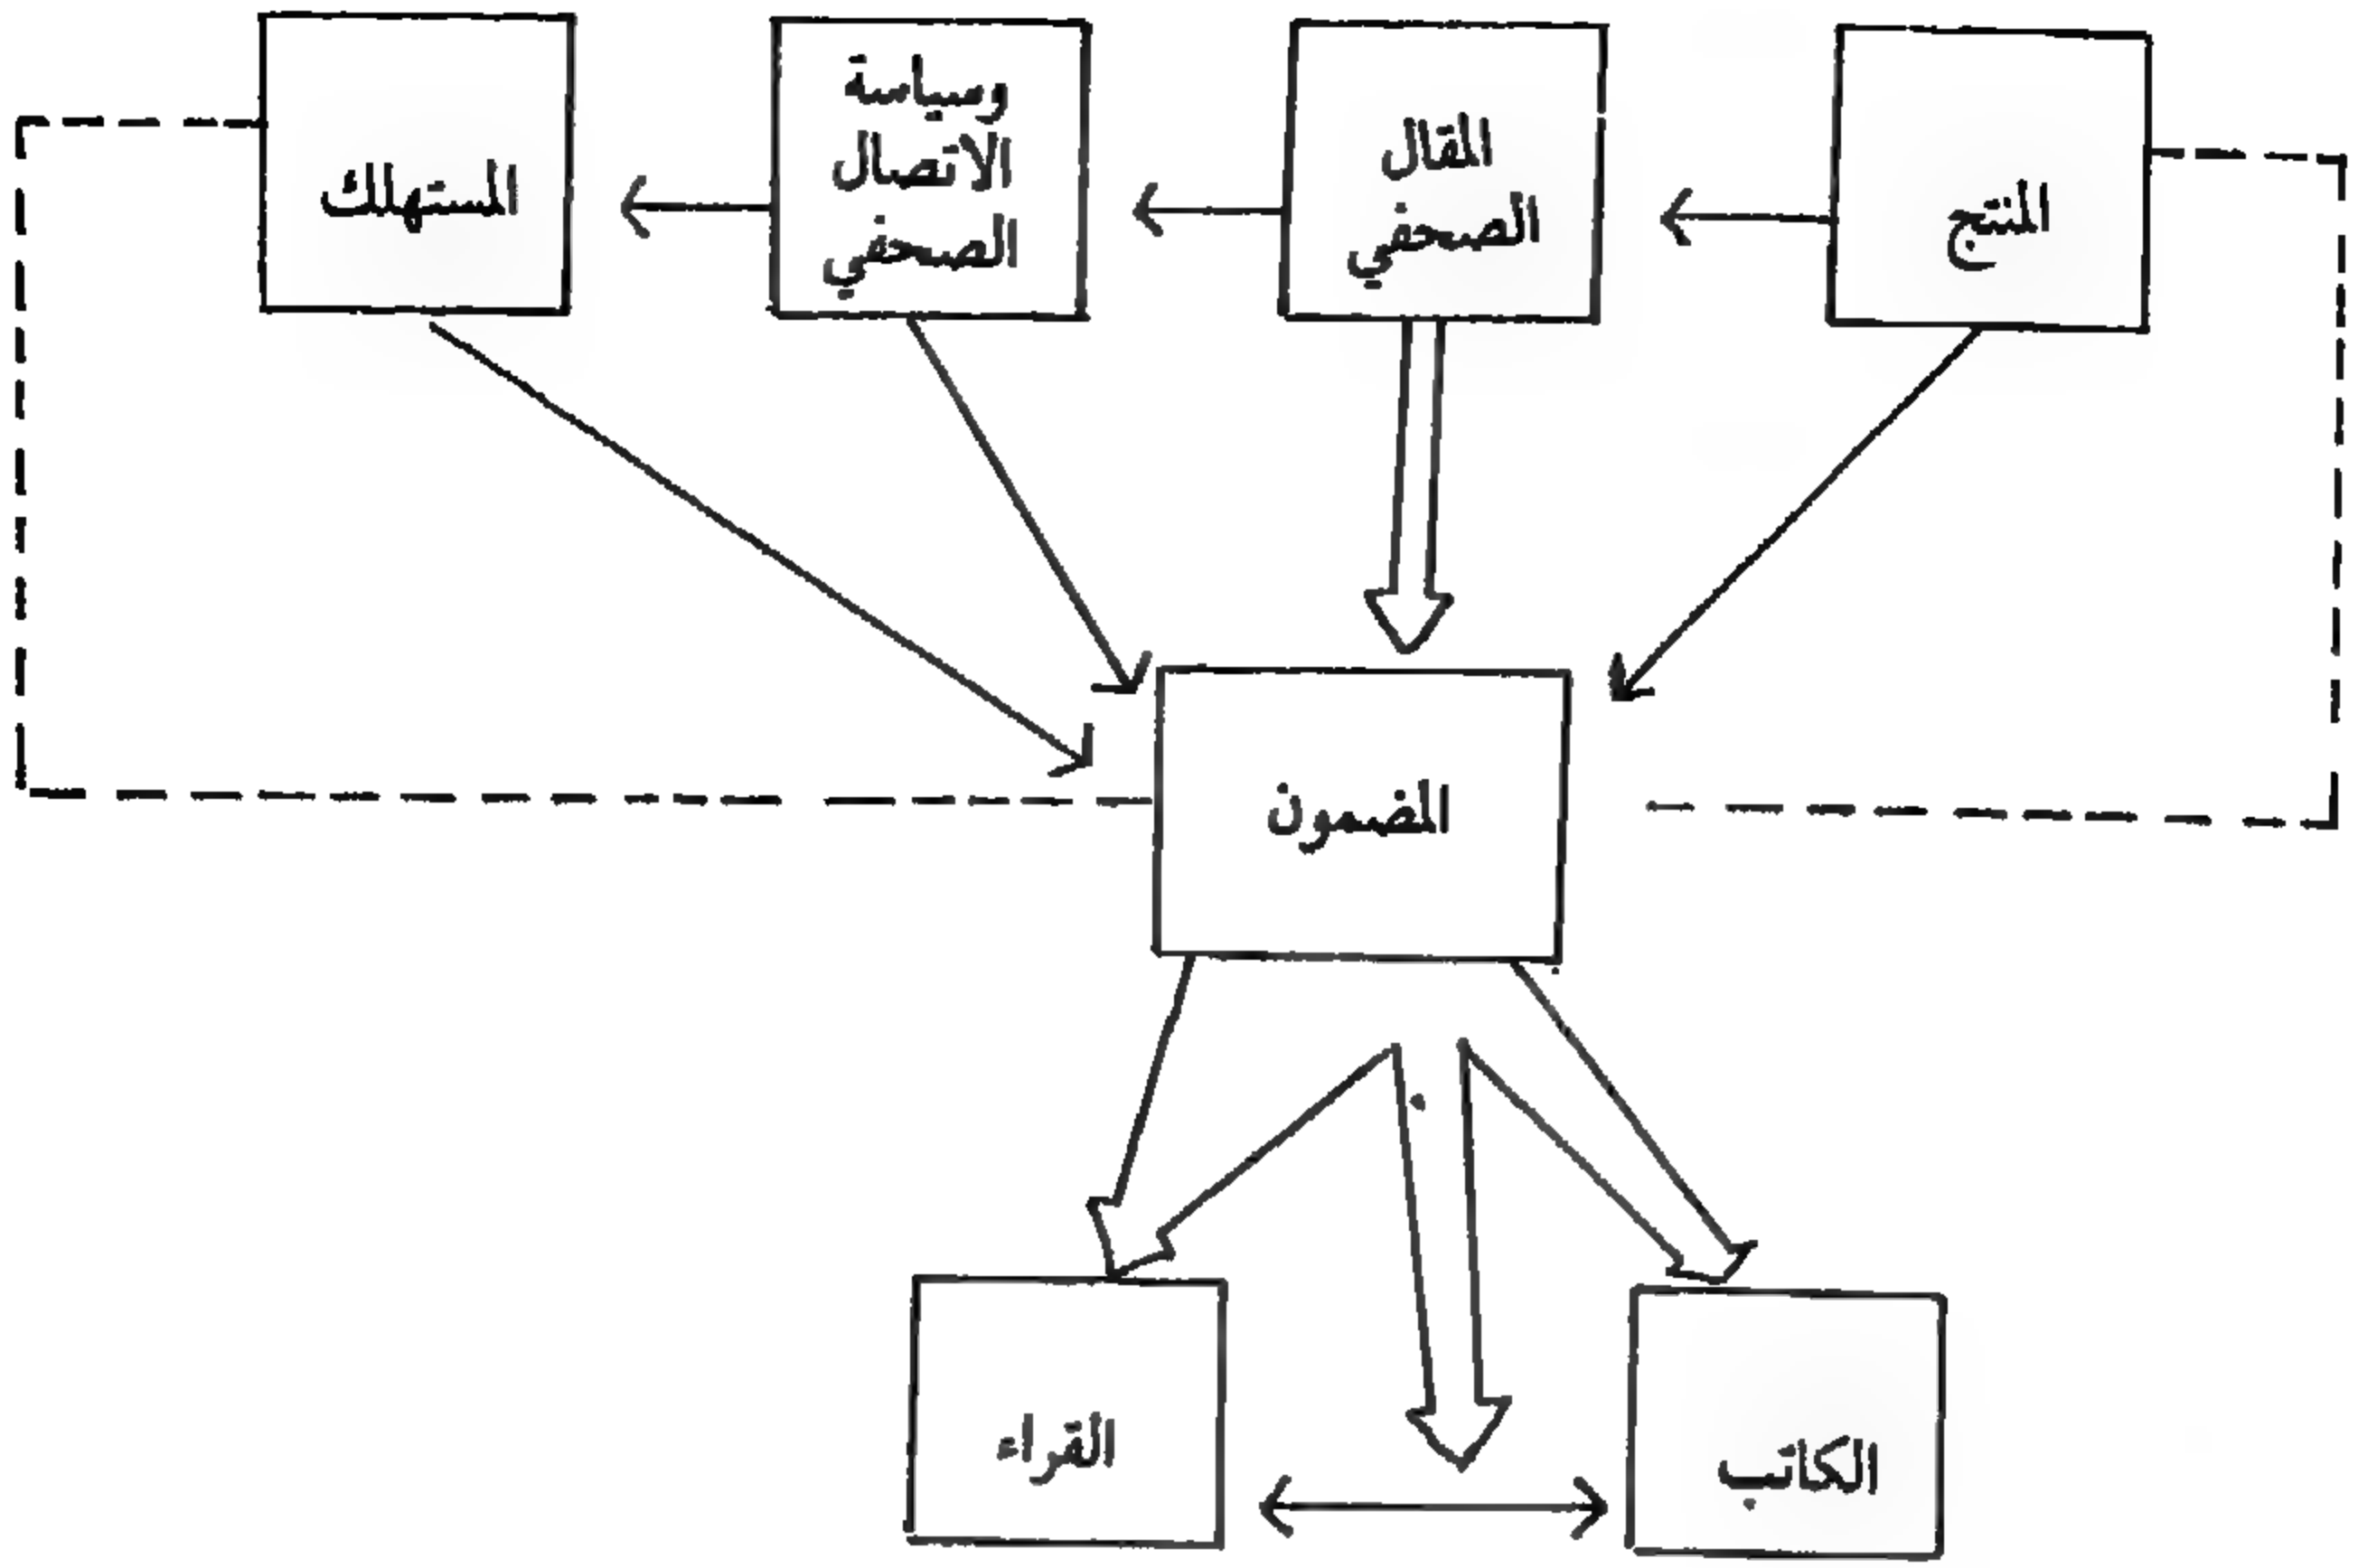 المنتج
المقال
الصحفي
وسياسة
الاتصال
الصحفي
المستهلك
المضمون
الكاتب
القراء